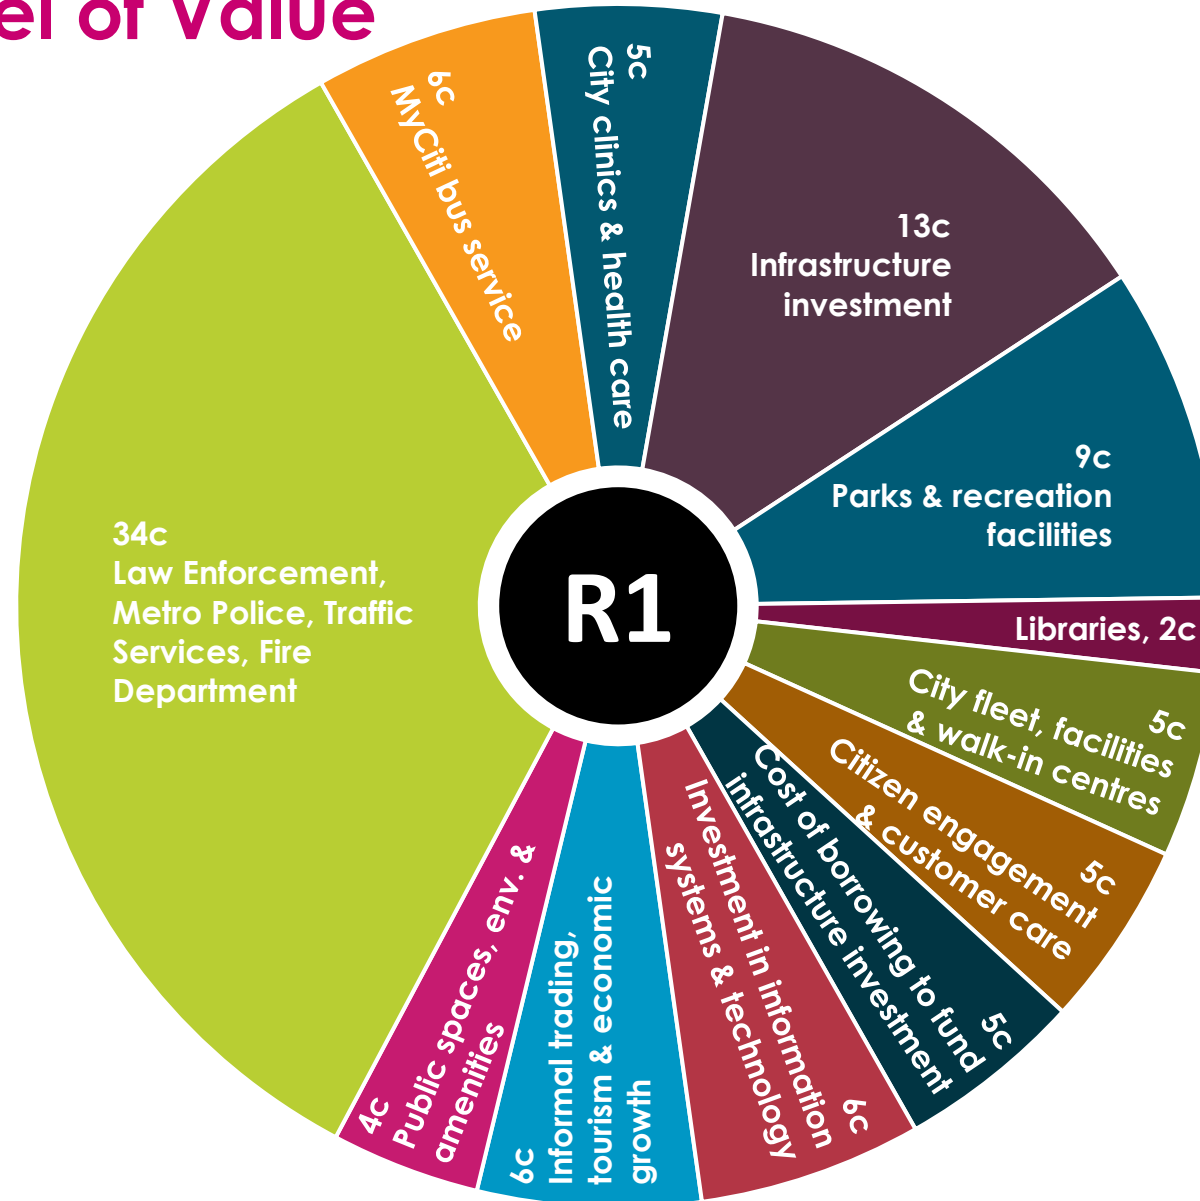 el of Value
5c
City clinics & health care
13c
Infrastructure
investment
9c
Parks & recreation
facilities
Libraries, 2c
5c
City fleet, facilities
& walk-in centres
5c
Citizen engagement
& customer care
5c
Cost of borrowing to fund
infrastructure investment
6c
Investment in information
systems & technology
6c
Informal trading,
tourism & economic
growth
4c
Public spaces, env. &
amenities
34c
Law Enforcement,
Metro Police, Traffic
Services, Fire
Department
6c
MyCiti bus service
R1